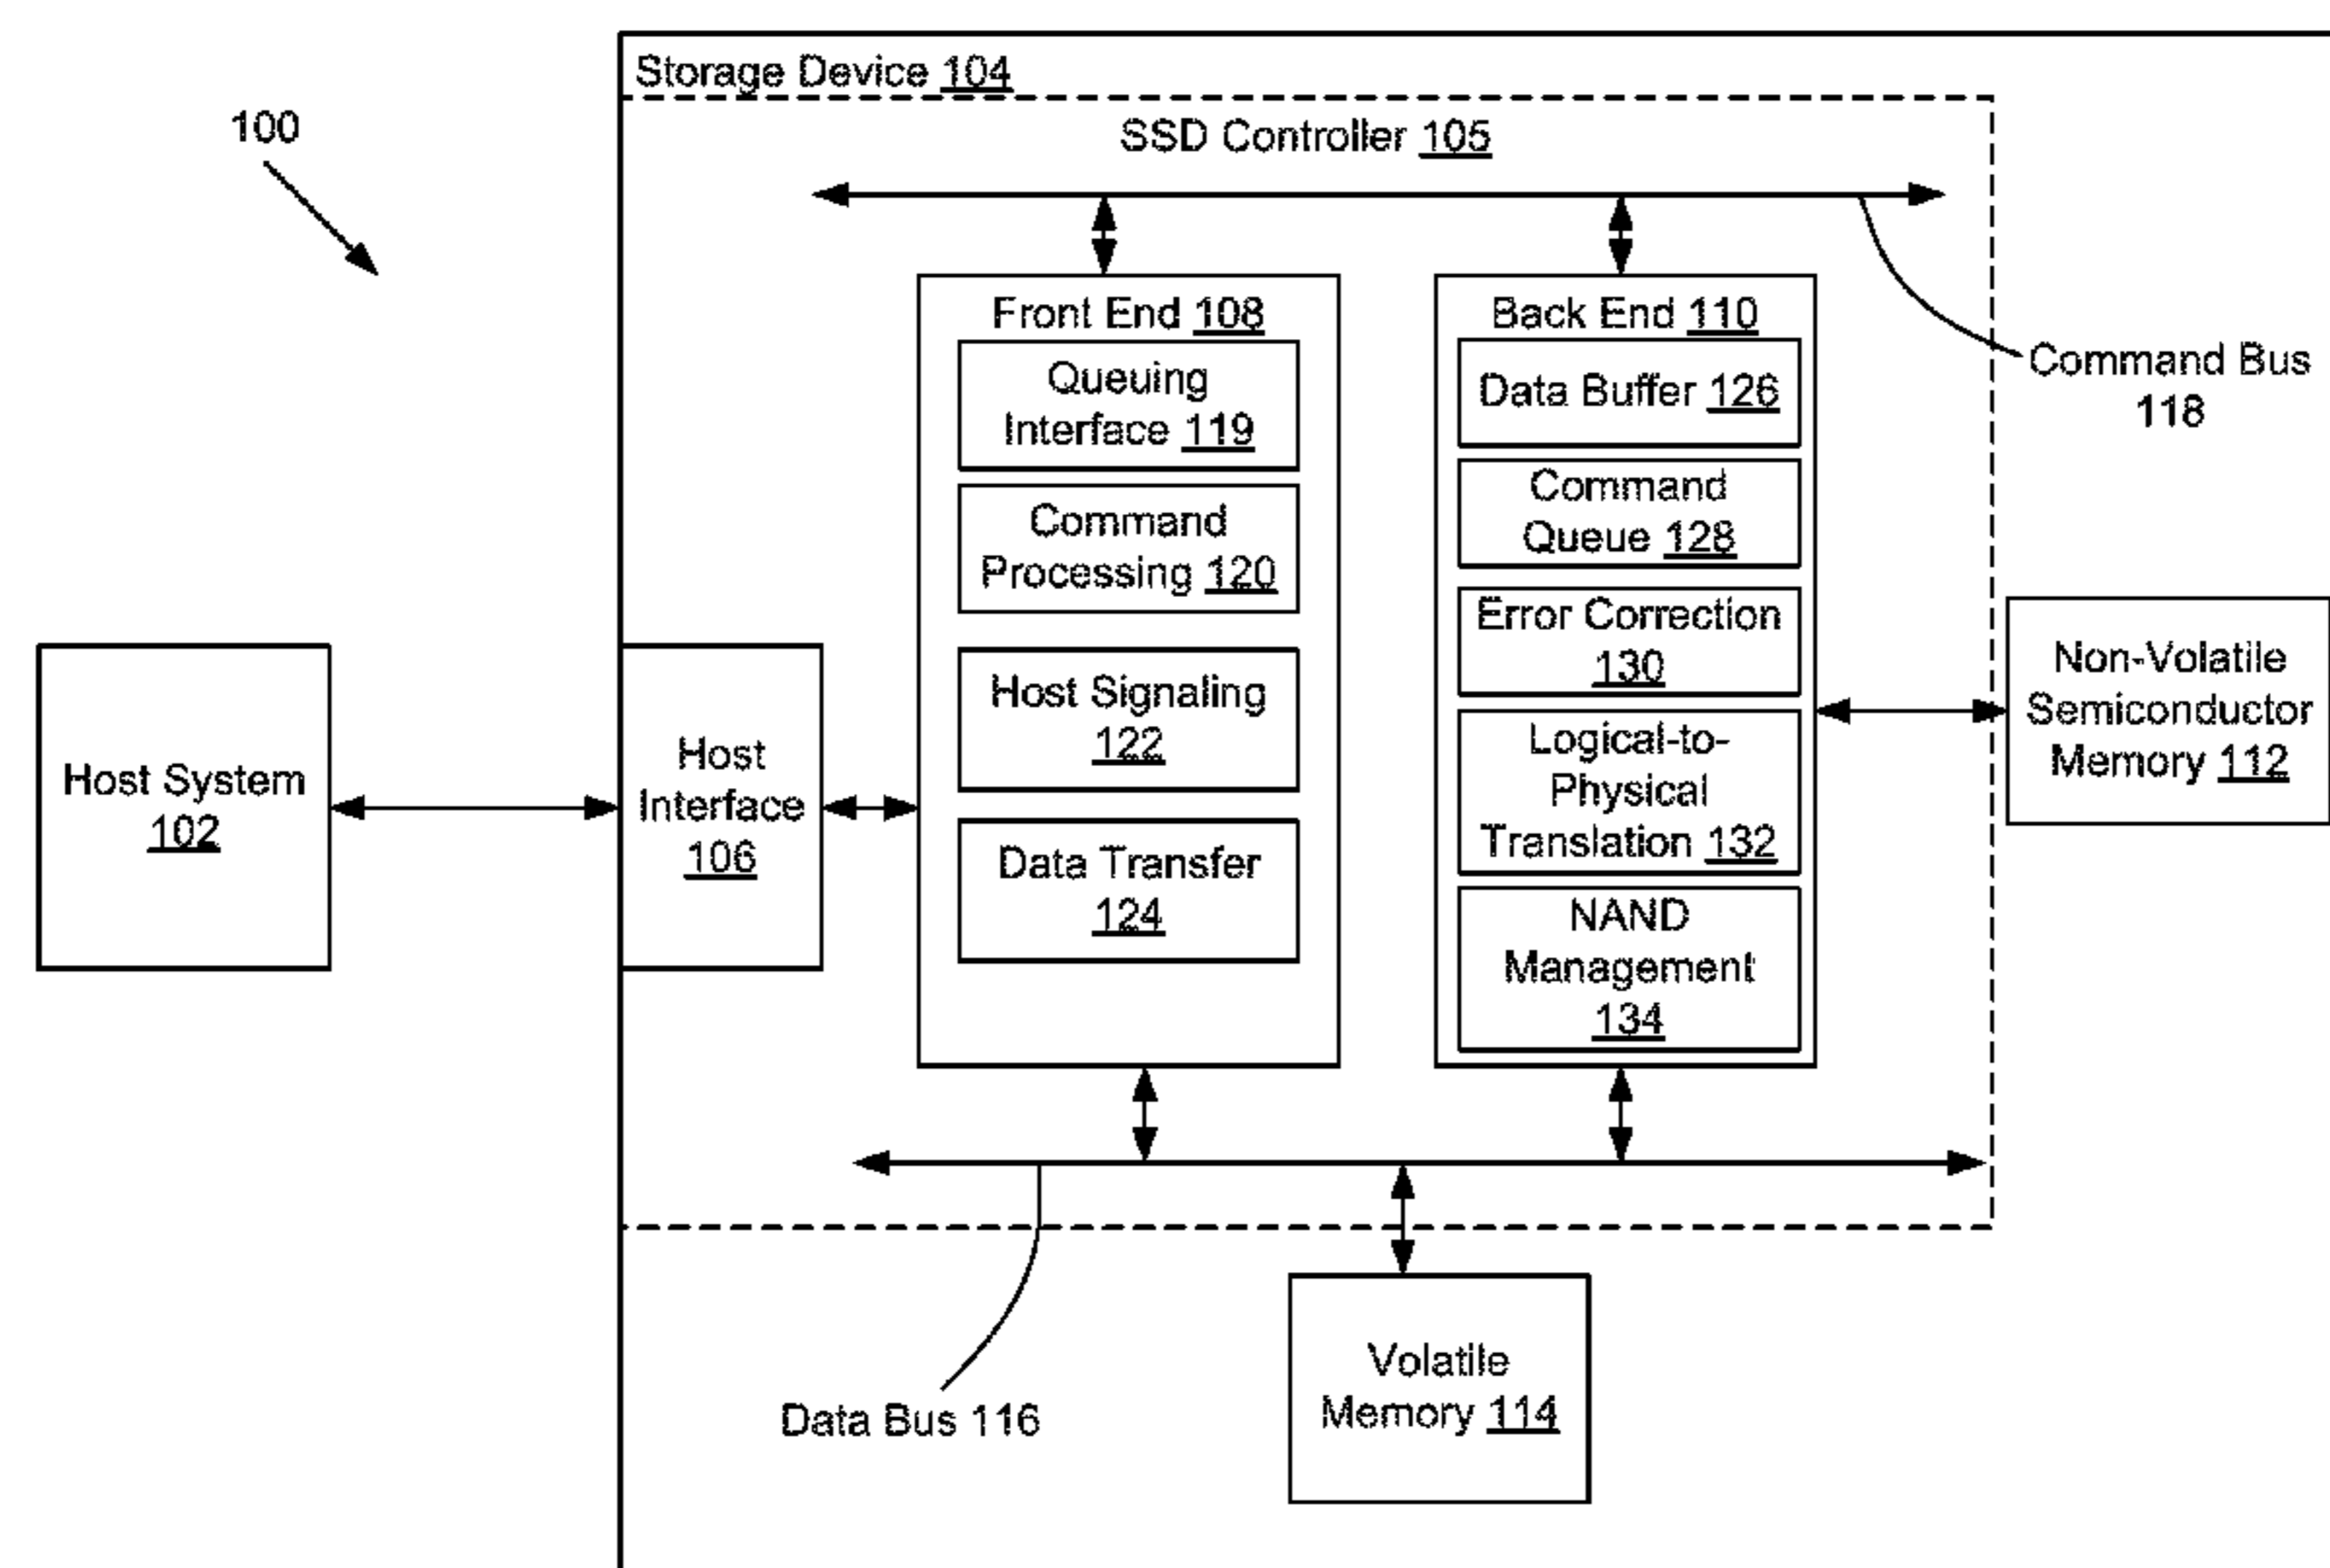 Storage Device 104
100
SSD Controller 105
Front End 108
Queuing
Interface 119
Command
Processing 120
Host Signaling
122
Data Transfer
124
Back End 110
Data Buffer 126
Command
Queue 128
Error Correction
130
Logical-to-
Physical
Translation 132
NAND
Management
134
Command Bus
118
Host System
102
Host
Interface
106
Non-Volatile
Semiconductor
Memory 112
Data Bus 116
Volatile
Memory 114